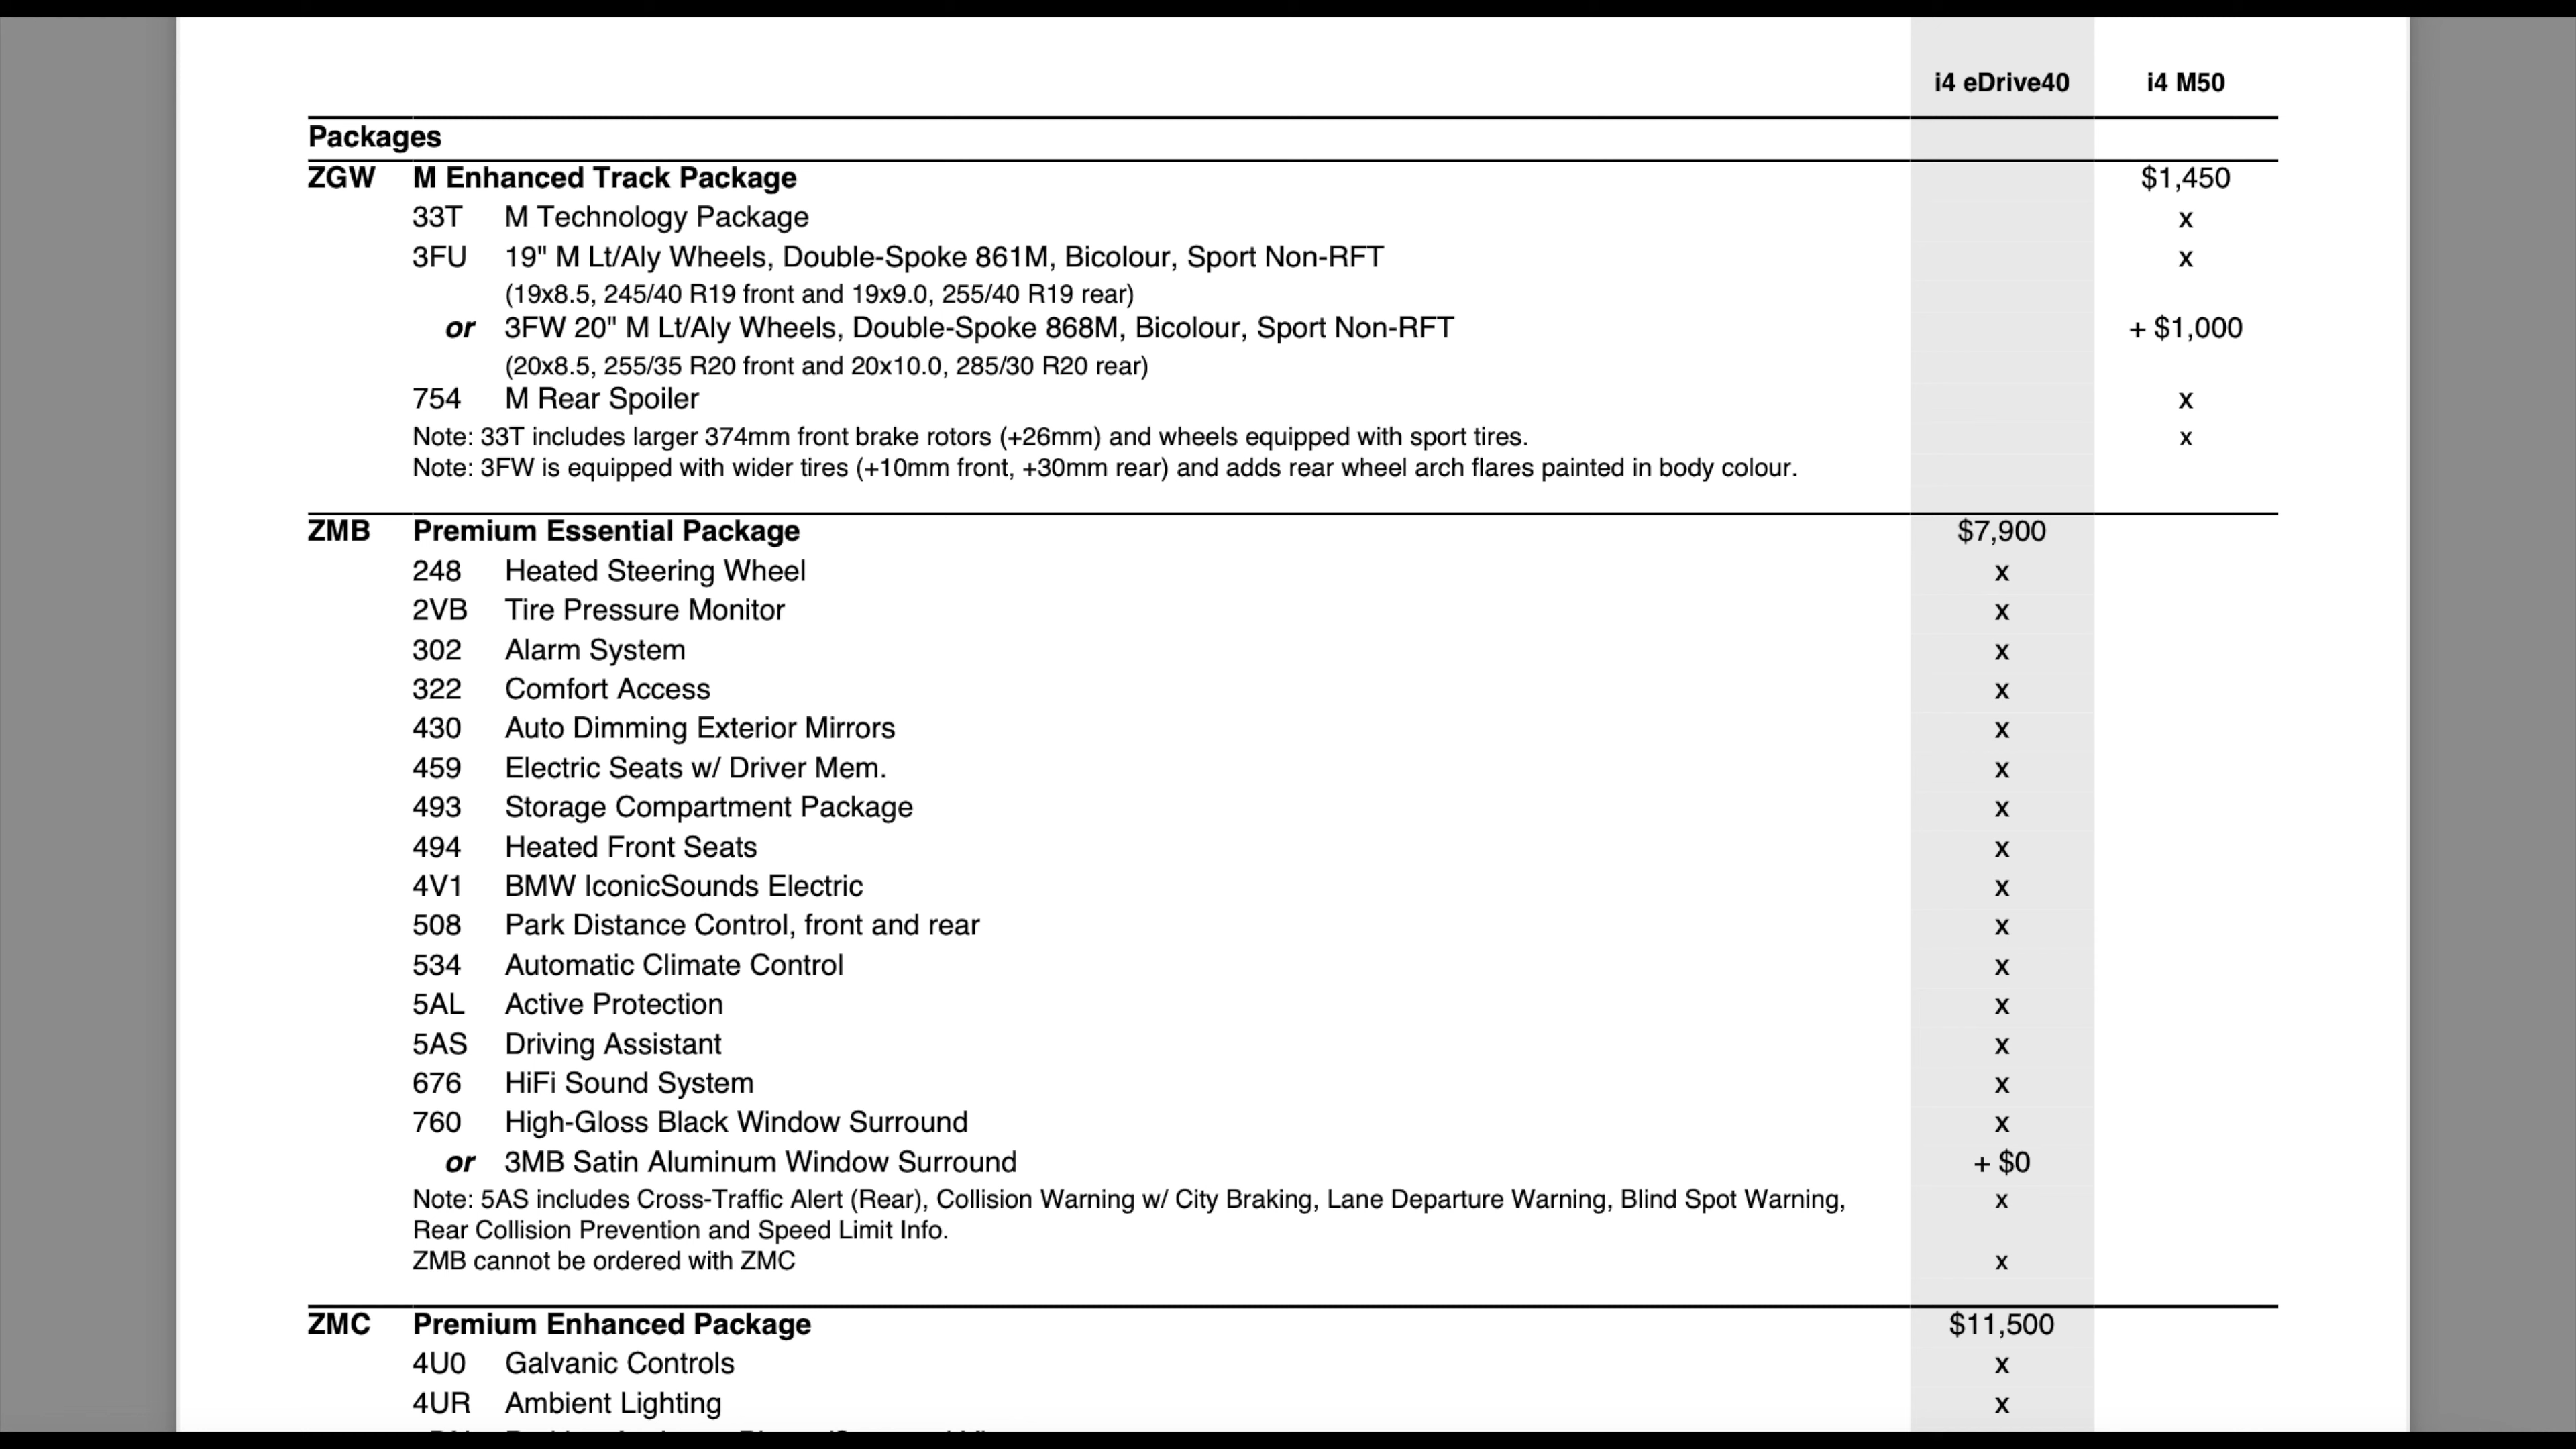 i4 eDrive40 i4 M50
Packages
ZGW M Enhanced Track Package $1,450
33T M Technology Package x
3FU 19" M Lt/Aly Wheels, Double-Spoke 861M, Bicolour, Sport Non-RFT x
(19x8.5, 245/40 R19 front and 19x9.0, 255/40 R19 rear)
or 3FW 20" M Lt/Aly Wheels, Double-Spoke 868M, Bicolour, Sport Non-RFT + $1,000
(20x8.5, 255/35 R20 front and 20x10.0, 285/30 R20 rear)
754 M Rear Spoiler x
Note: 33T includes larger 374mm front brake rotors (+26mm) and wheels equipped with sport tires. x
Note: 3FW is equipped with wider tires (+10mm front, +30mm rear) and adds rear wheel arch flares painted in body colour.
ZMB Premium Essential Package $7,900
248 Heated Steering Wheel x
2VB Tire Pressure Monitor x
302 Alarm System x
322 Comfort Access x
430 Auto Dimming Exterior Mirrors x
459 Electric Seats w/ Driver Mem. x
493 Storage Compartment Package x
494 Heated Front Seats x
4V1 BMW IconicSounds Electric x
508 Park Distance Control, front and rear x
534 Automatic Climate Control x
5AL Active Protection x
5AS Driving Assistant x
676 HiFi Sound System x
760 High-Gloss Black Window Surround x
or 3MB Satin Aluminum Window Surround + $0
Note: 5AS includes Cross-Traffic Alert (Rear), Collision Warning w/ City Braking, Lane Departure Warning, Blind Spot Warning, x
Rear Collision Prevention and Speed Limit Info.
ZMB cannot be ordered with ZMC x
ZMC Premium Enhanced Package $11,500
4U0 Galvanic Controls x
4UR Ambient Lighting x